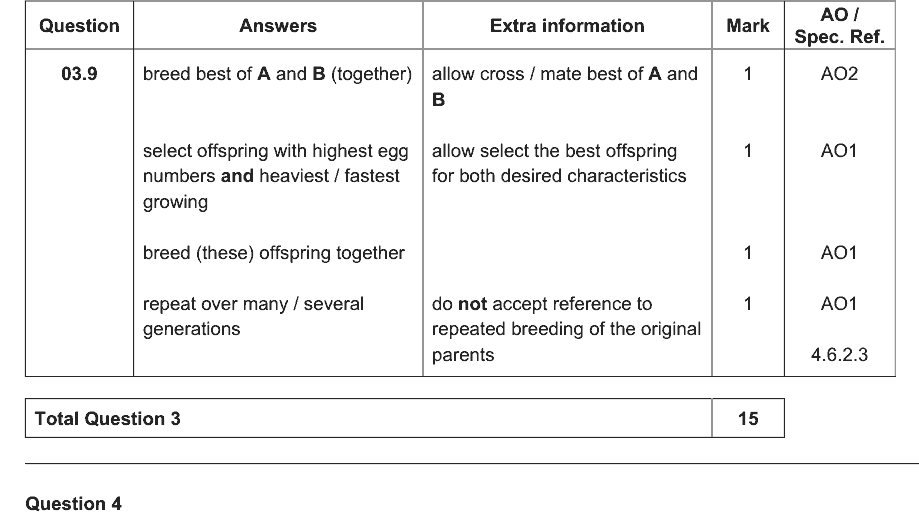 Question Answers Extra information Mark AO /
Spec. Ref.
03.9 breed best of A and B (together) allow cross / mate best of A and 1 AO2
B
select offspring with highest egg allow select the best offspring 1 AO1
numbers and heaviest / fastest for both desired characteristics
growing
breed (these) offspring together 1 AO1
repeat over many / several do not accept reference to 1 AO1
generations repeated breeding of the original
parents 4.6.2.3
Total Question 3 15
Question 4